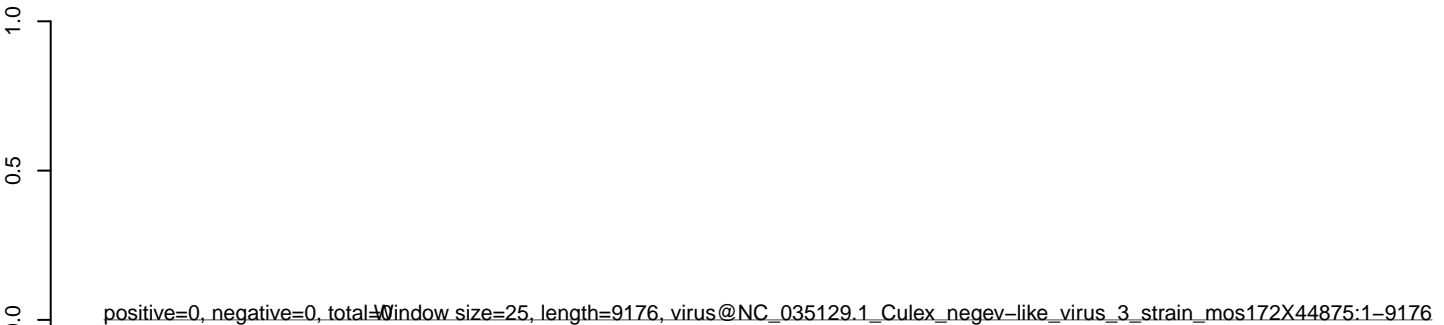 1.0
0.5
0.0
positive=0, negative=0, total=0
Window size=25, length=9176, virus@NC_035129.1_Culex_negev−like_virus_3_strain_mos172X44875:1−9176